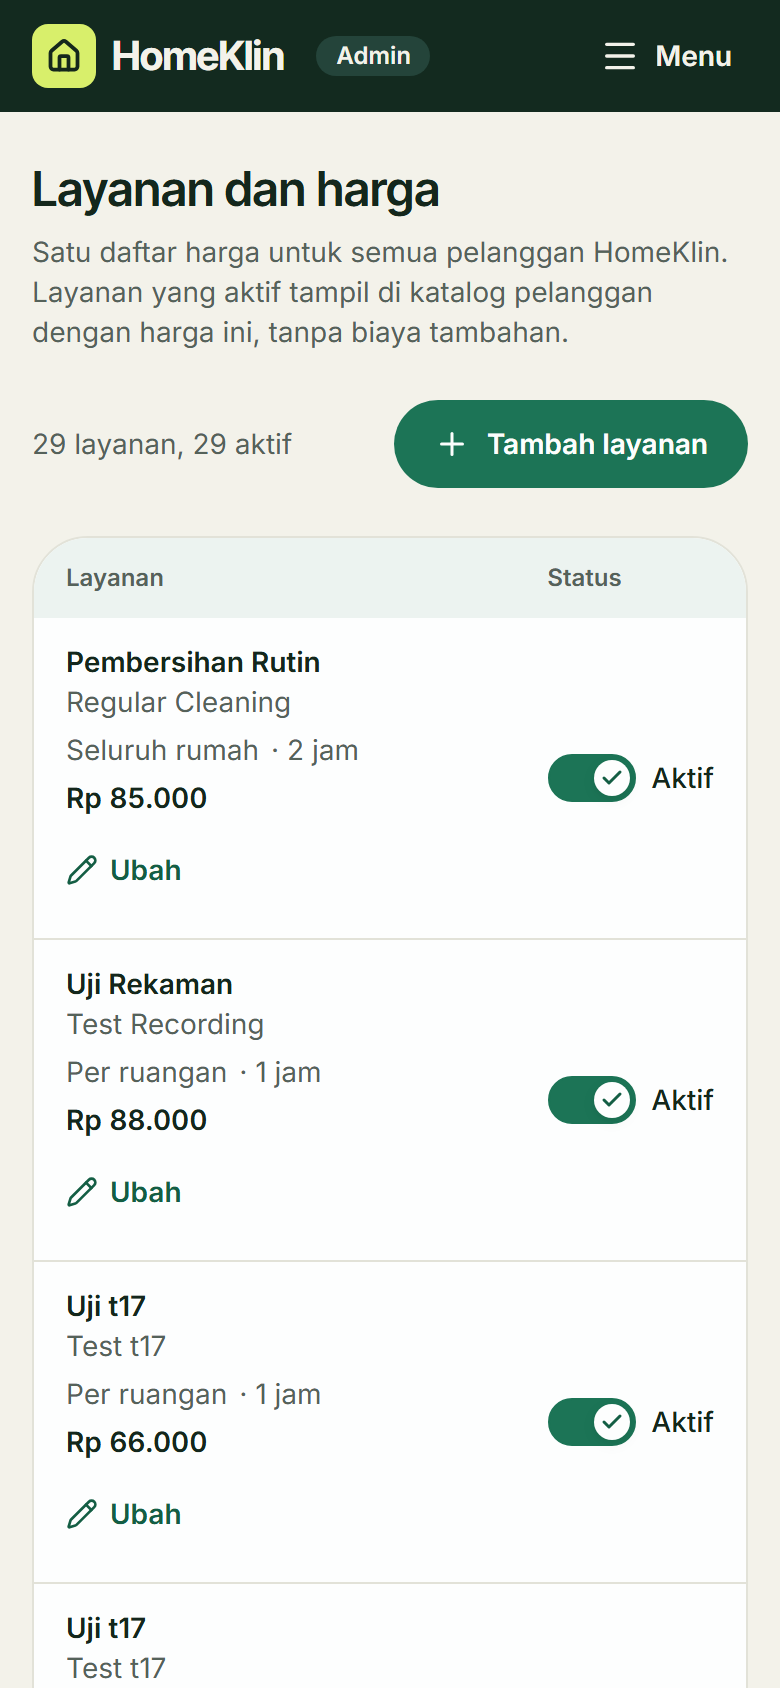 HomeKlin
Admin
Menu
Layanan dan harga
Satu daftar harga untuk semua pelanggan HomeKlin.
Layanan yang aktif tampil di katalog pelanggan
dengan harga ini, tanpa biaya tambahan.
29 layanan, 29 aktif
Tambah layanan
Layanan
Status
Pembersihan Rutin
Regular Cleaning
Seluruh rumah · 2 jam
Rp 85.000
Aktif
Ubah
Uji Rekaman
Test Recording
Per ruangan · 1 jam
Rp 88.000
Aktif
Ubah
Uji t17
Test t17
Per ruangan · 1 jam
Rp 66.000
Aktif
Ubah
Uji t17
Test t17